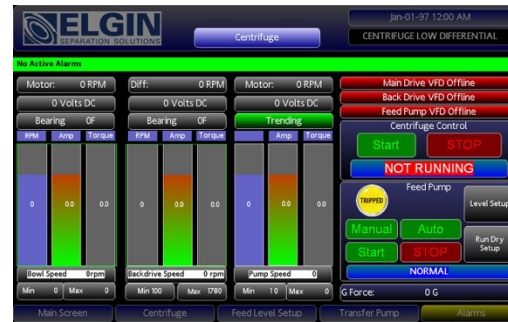 ELGIN
SEPARATION SOLUTIONS
Centrifuge
Jan-01-97 12:00 AM
CENTRIFUGE LOW DIFFERENTIAL
No Active Alarms
Motor: 0 RPM
0 Volts DC
Bearing 0F
RPM Amp Torque
0 0.0 0.0
Bowl Speed 0rpm
Min 0 Max 0
Diff: 0 RPM
0 Volts DC
Bearing 0F
RPM Amp Torque
0 0.0 0.0
Backdrive Speed 0 rpm
Min 100 Max 1780
Motor: 0 RPM
0 Volts DC
Trending
Amp Torque
0 0.0 0.0
Pump Speed 0
Min 10 Max 0
Main Drive VFD Offline
Back Drive VFD Offline
Feed Pump VFD Offline
Centrifuge Control
Start STOP
NOT RUNNING
Feed Pump
TRIPPED
Level Setup
Manual Auto
Run Dry
Setup
Start STOP
NORMAL
G Force: 0 G
Main Screen Centrifuge Feed Level Setup Transfer Pump Alarms